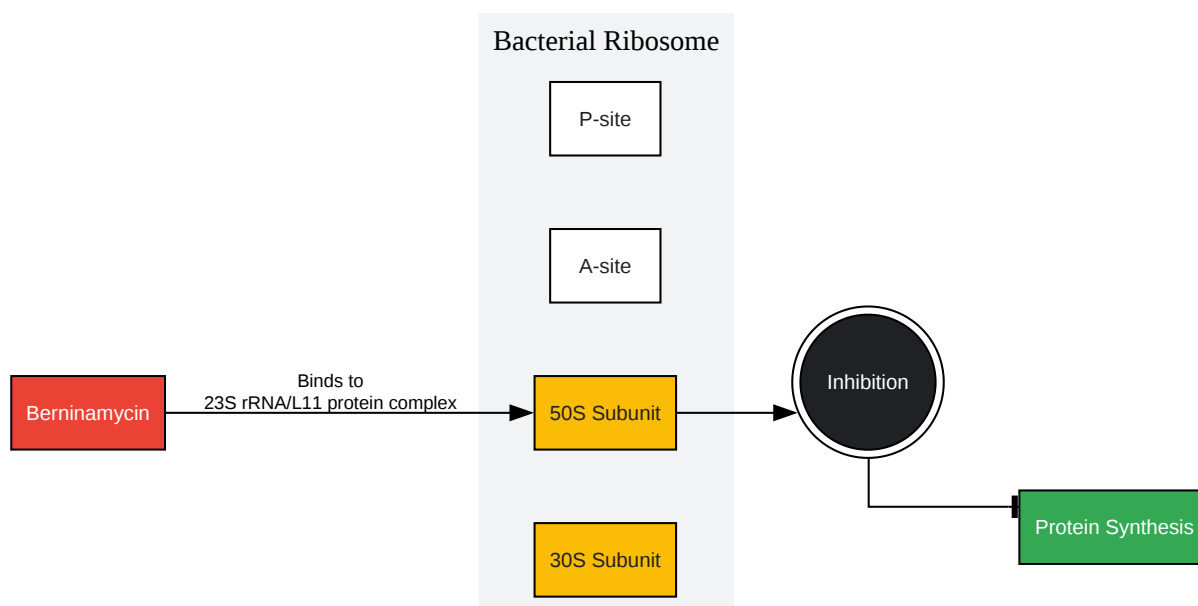 Bacterial Ribosome
P-site
A-site
Berninamycin
Binds to
23S rRNA/L11 protein complex
50S Subunit
Inhibition
30S Subunit
Protein Synthesis